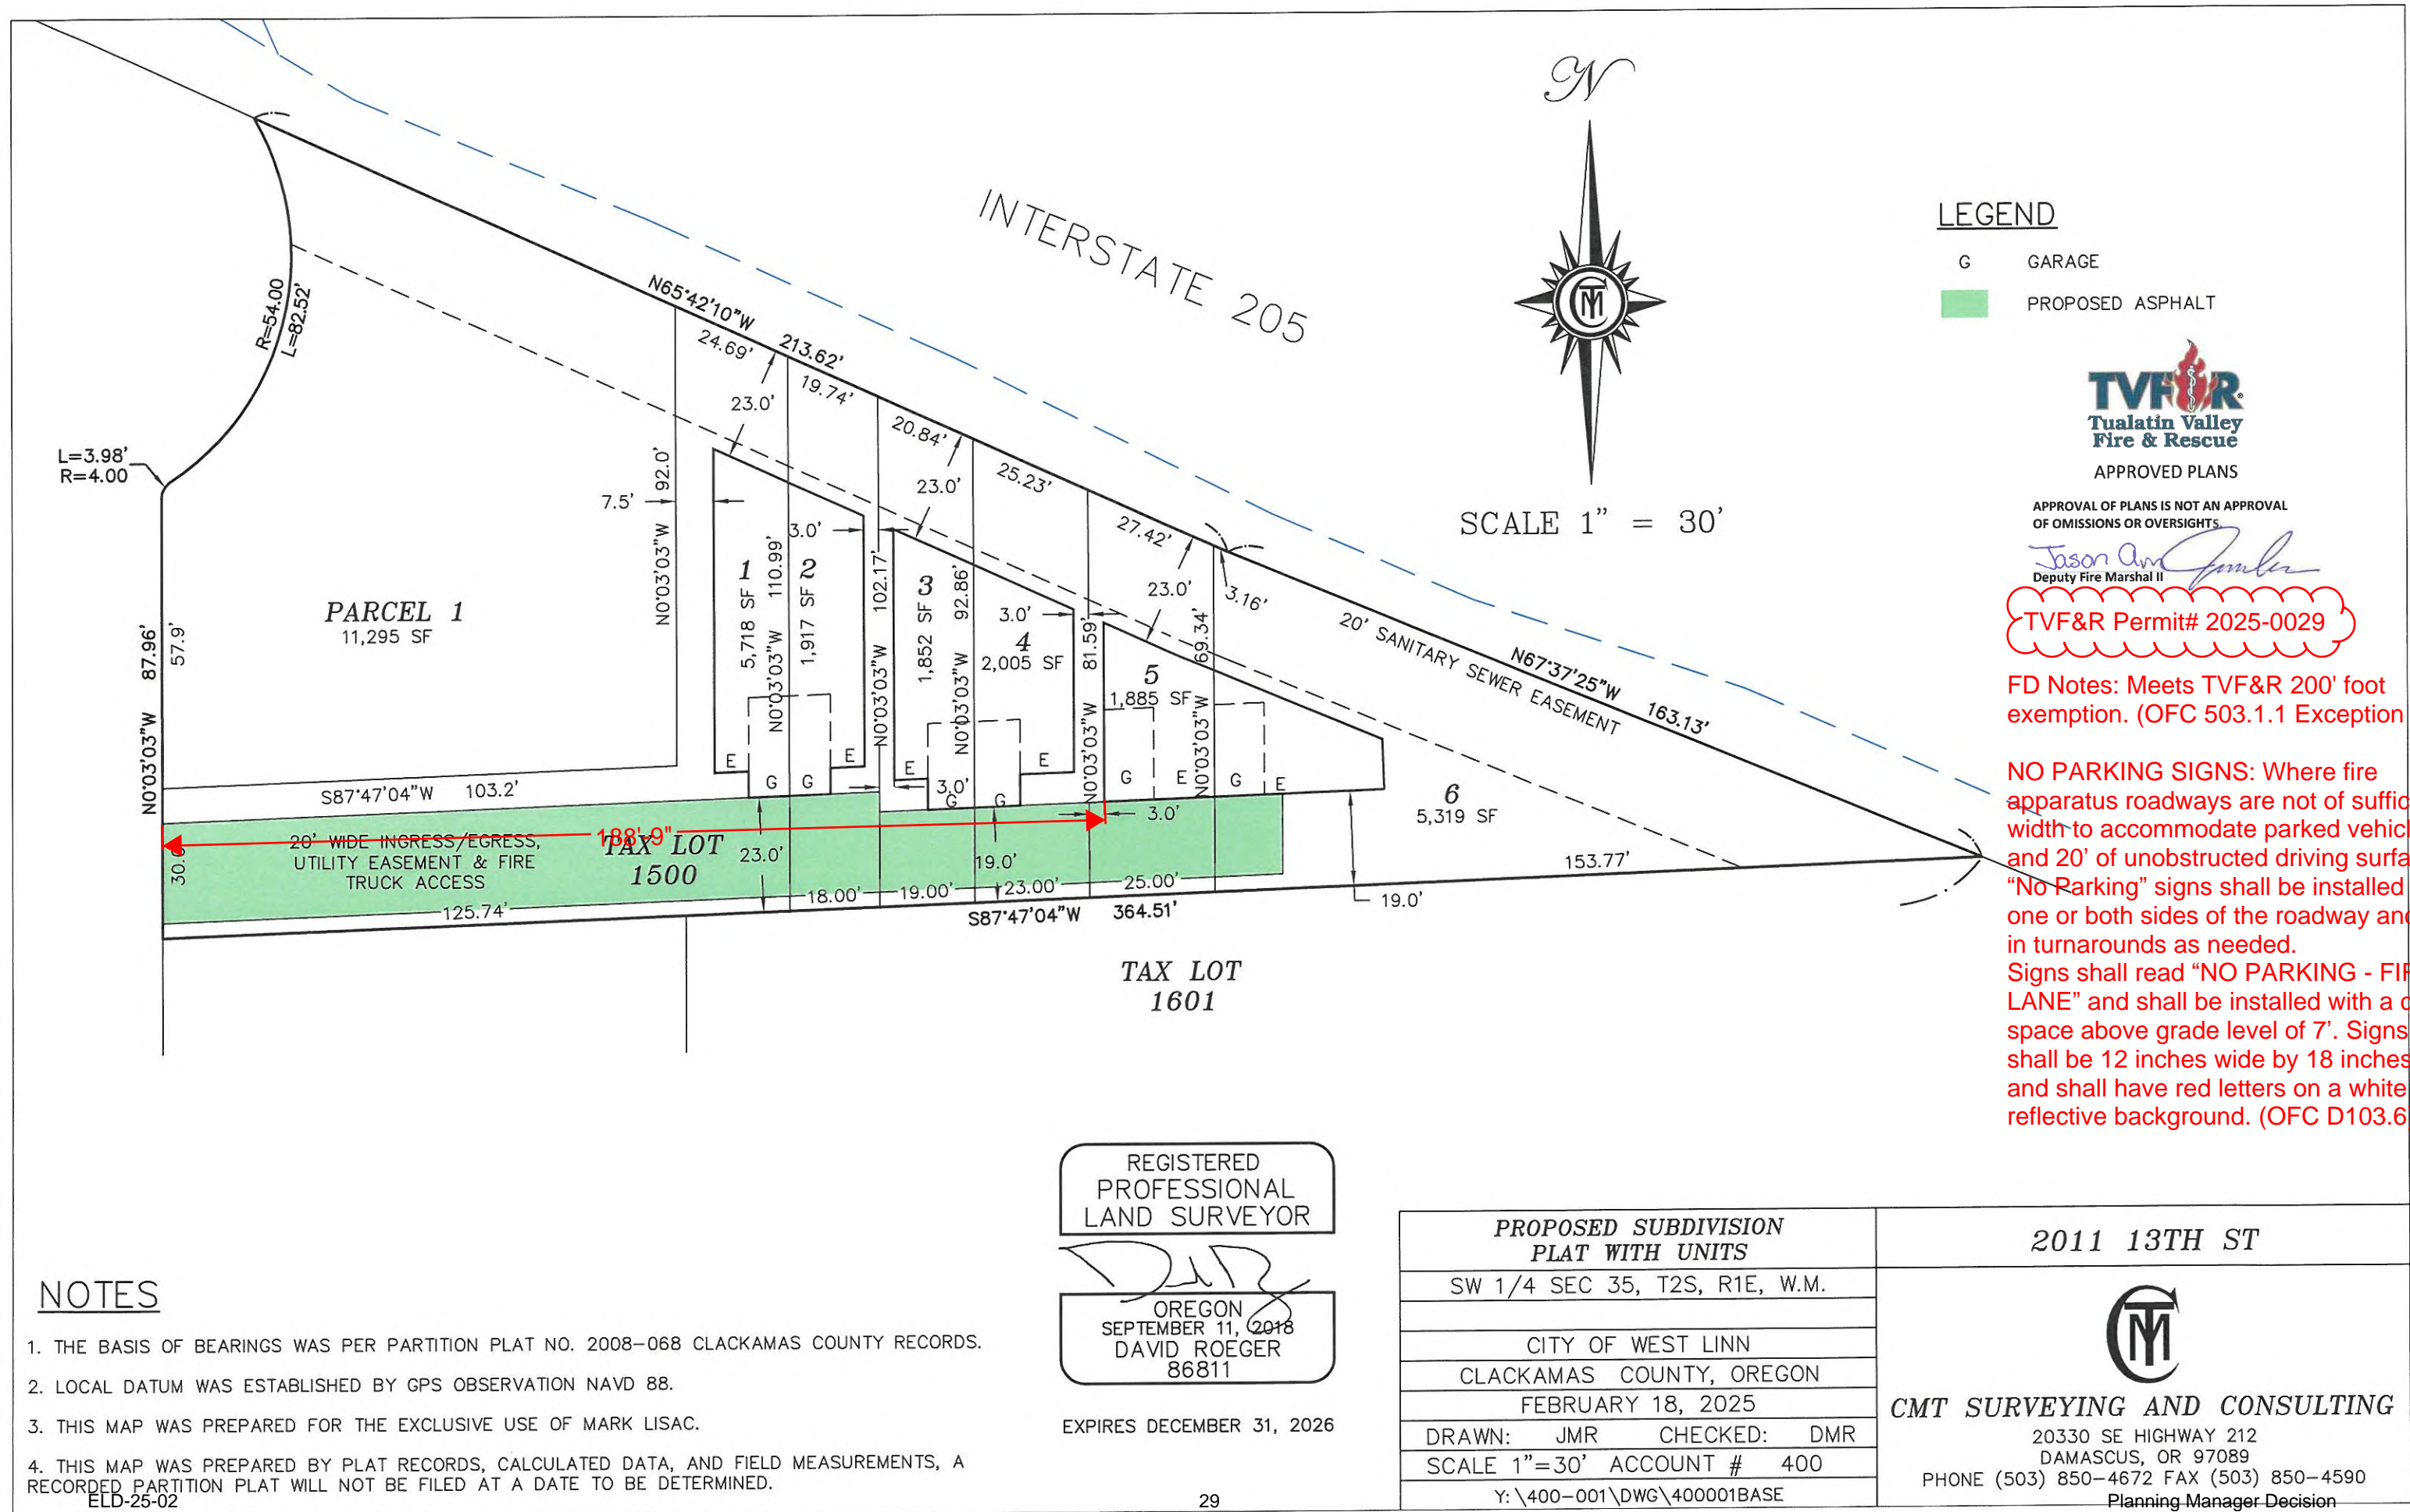 N
INTERSTATE 205
SCALE 1" = 30'
LEGEND
G GARAGE
PROPOSED ASPHALT
TVF&R
Tualatin Valley
Fire & Rescue
APPROVED PLANS
APPROVAL OF PLANS IS NOT AN APPROVAL
OF OMISSIONS OR OVERSIGHTS.
Deputy Fire Marshal II
TVF&R Permit# 2025-0029
FD Notes: Meets TVF&R 200' foot
exemption. (OFC 503.1.1 Exception
NO PARKING SIGNS: Where fire
apparatus roadways are not of suffic
width to accommodate parked vehicl
and 20' of unobstructed driving surfa
“No Parking” signs shall be installed
one or both sides of the roadway and
in turnarounds as needed.
Signs shall read “NO PARKING - FIR
LANE” and shall be installed with a c
space above grade level of 7’. Signs
shall be 12 inches wide by 18 inches
and shall have red letters on a white
reflective background. (OFC D103.6
R=54.00
L=82.52'
L=3.98'
R=4.00
N65°42'10"W 213.62'
24.69'
19.74'
20.84'
25.23'
27.42'
3.16'
23.0'
23.0'
23.0'
7.5'
3.0'
3.0'
N0°03'03"W 92.0'
N0°03'03"W 110.99'
N0°03'03"W 102.17'
N0°03'03"W 92.86'
N0°03'03"W 81.59'
N0°03'03"W 69.34'
N0°03'03"W 87.96'
57.9'
PARCEL 1
11,295 SF
1
5,718 SF
2
1,917 SF
3
1,852 SF
4
2,005 SF
5
1,885 SF
6
5,319 SF
20' SANITARY SEWER EASEMENT
N67°37'25"W 163.13'
E
G
G
E
E
G
G
E
G
E
G
E
3.0'
3.0'
S87°47'04"W 103.2'
188'-9"
20' WIDE INGRESS/EGRESS,
UTILITY EASEMENT & FIRE
TRUCK ACCESS
TAX LOT
1500
23.0'
19.0'
19.0'
125.74'
18.00'
19.00'
23.00'
25.00'
153.77'
S87°47'04"W 364.51'
TAX LOT
1601
REGISTERED
PROFESSIONAL
LAND SURVEYOR
OREGON
SEPTEMBER 11, 2018
DAVID ROEGER
86811
EXPIRES DECEMBER 31, 2026
NOTES
1. THE BASIS OF BEARINGS WAS PER PARTITION PLAT NO. 2008-068 CLACKAMAS COUNTY RECORDS.
2. LOCAL DATUM WAS ESTABLISHED BY GPS OBSERVATION NAVD 88.
3. THIS MAP WAS PREPARED FOR THE EXCLUSIVE USE OF MARK LISAC.
4. THIS MAP WAS PREPARED BY PLAT RECORDS, CALCULATED DATA, AND FIELD MEASUREMENTS, A
RECORDED PARTITION PLAT WILL NOT BE FILED AT A DATE TO BE DETERMINED.
PROPOSED SUBDIVISION
PLAT WITH UNITS
SW 1/4 SEC 35, T2S, R1E, W.M.
CITY OF WEST LINN
CLACKAMAS COUNTY, OREGON
FEBRUARY 18, 2025
DRAWN: JMR CHECKED: DMR
SCALE 1"=30' ACCOUNT # 400
Y:\400-001\DWG\400001BASE
2011 13TH ST
CMT SURVEYING AND CONSULTING
20330 SE HIGHWAY 212
DAMASCUS, OR 97089
PHONE (503) 850-4672 FAX (503) 850-4590
ELD-25-02
29
Planning Manager Decision